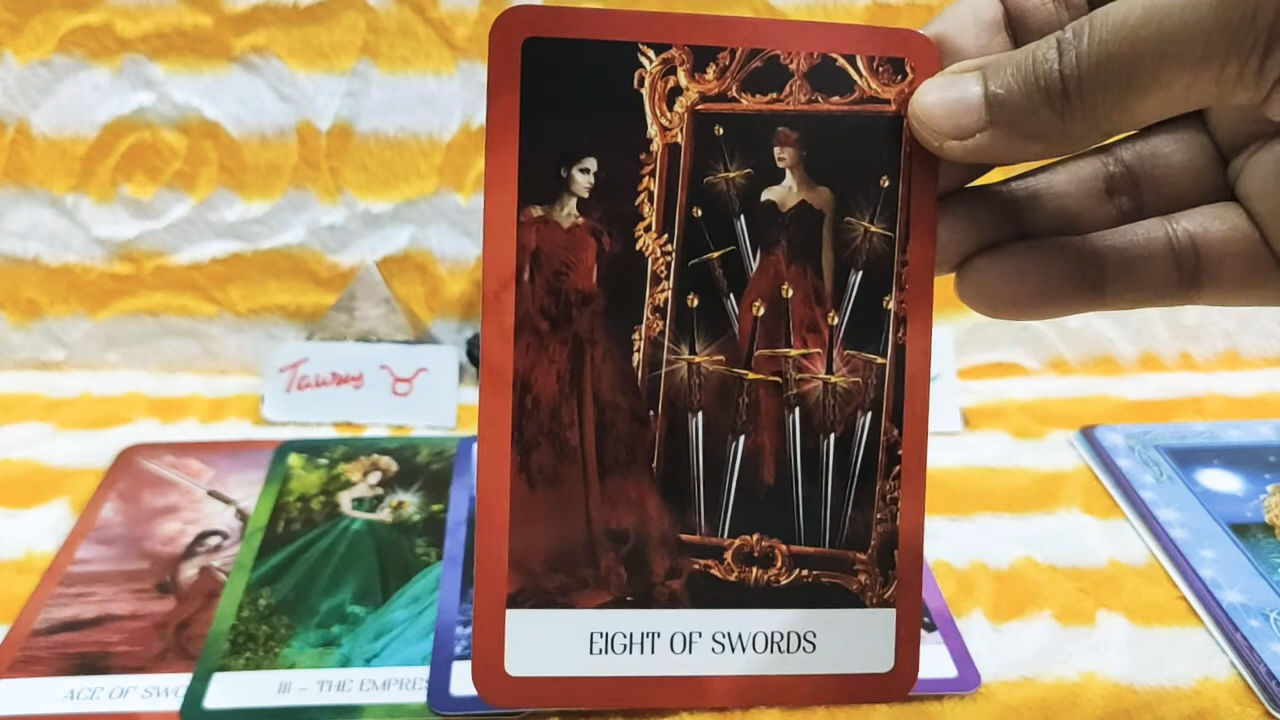 Taurus ♉
EIGHT OF SWORDS
ACE OF SWO
III - THE EMPRES